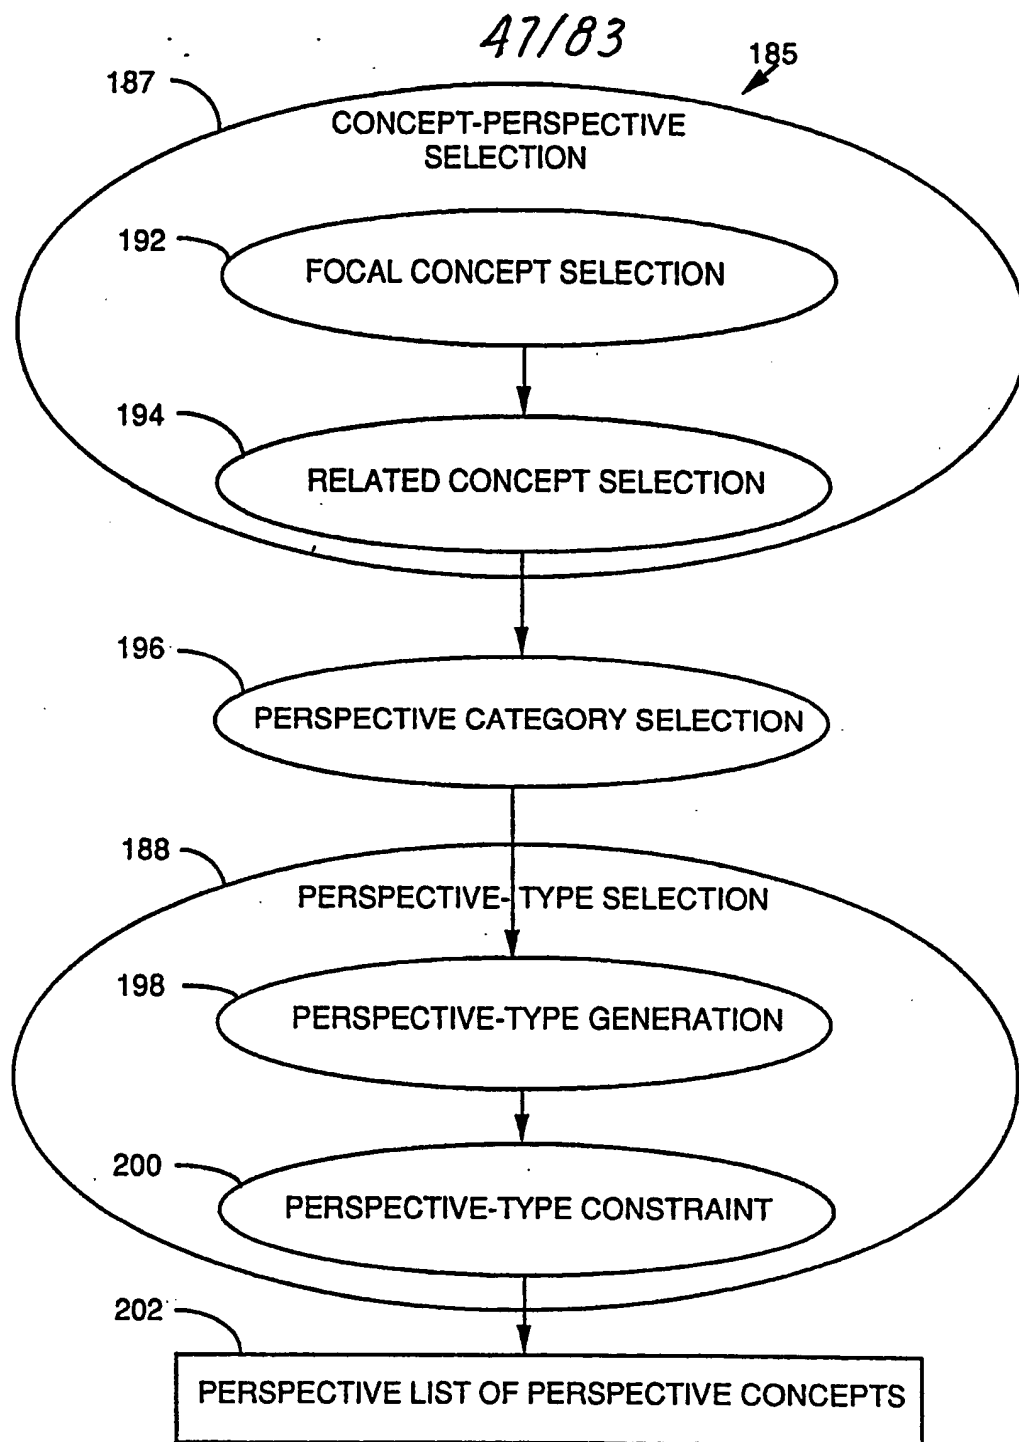 47/83
185
187
CONCEPT-PERSPECTIVE
SELECTION
192
FOCAL CONCEPT SELECTION
194
RELATED CONCEPT SELECTION
196
PERSPECTIVE CATEGORY SELECTION
188
PERSPECTIVE-TYPE SELECTION
198
PERSPECTIVE-TYPE GENERATION
200
PERSPECTIVE-TYPE CONSTRAINT
202
PERSPECTIVE LIST OF PERSPECTIVE CONCEPTS